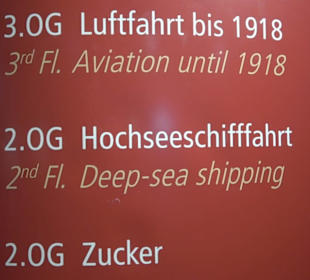 3.OG Luftfahrt bis 1918
3rd Fl. Aviation until 1918
2.OG Hochseeschifffahrt
2nd Fl. Deep-sea shipping
2.OG Zucker